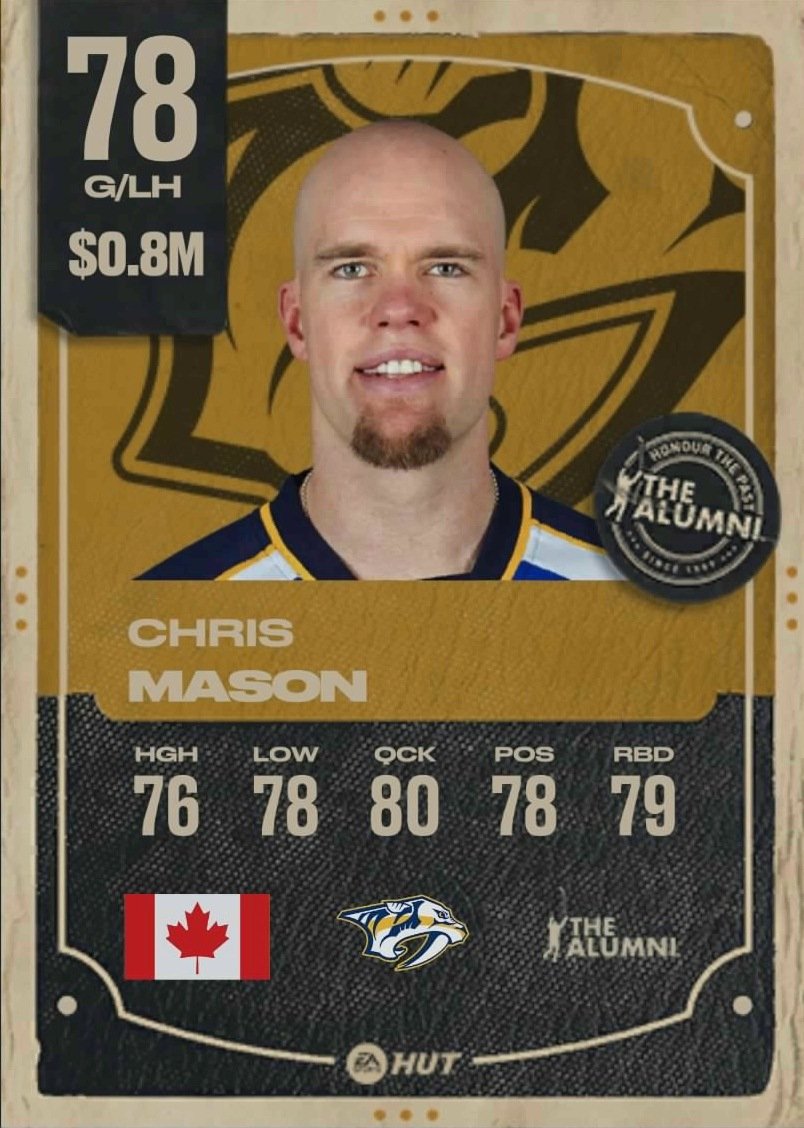 78
G/LH
$0.8M
HONOUR THE PAST
THE
ALUMNI
CHRIS
MASON
HGH LOW QCK POS RBD
76 78 80 78 79
THE
ALUMNI
HUT